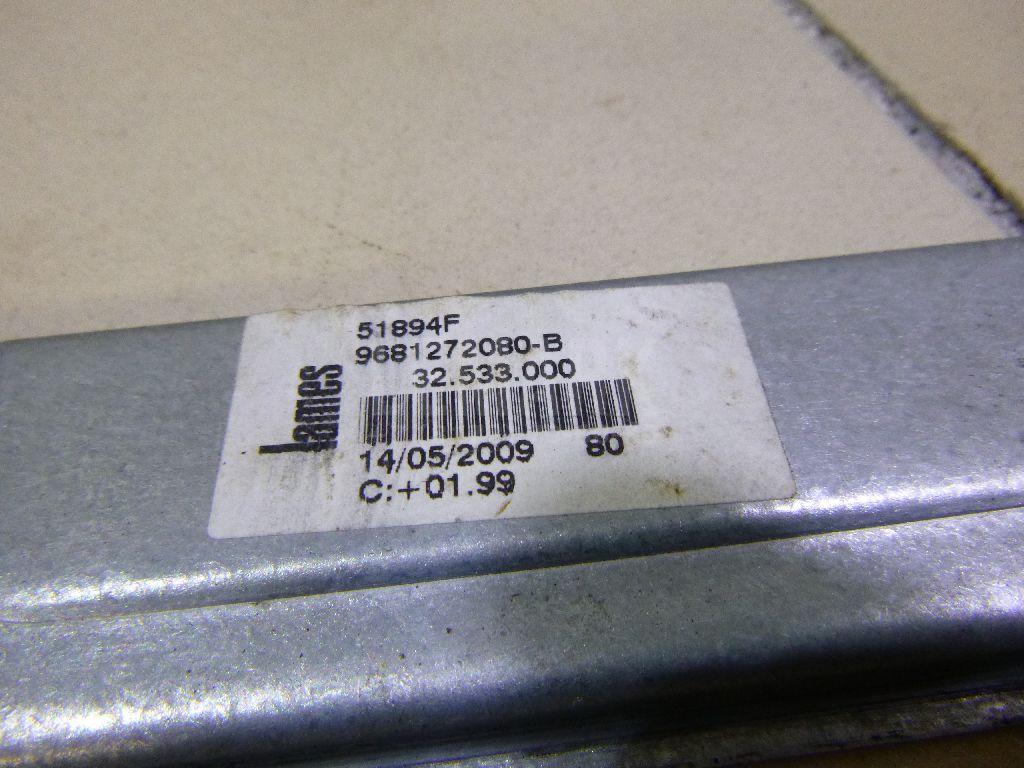 51894F
9681272080-B
32.533.000
Lames
14/05/2009 80
C:+01.99